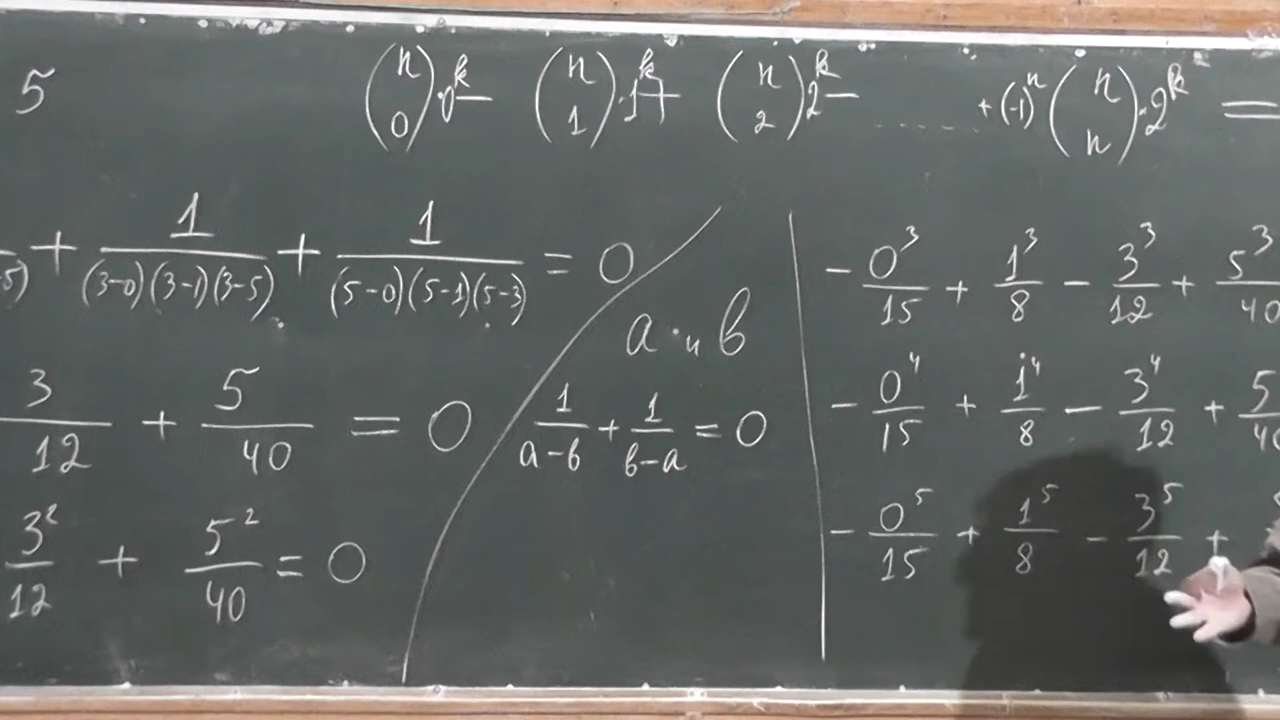 5
(n 0)·0^k − (n 1)·1^k + (n 2)2^k − ........ + (-1)^n (n n)·2^k =
-5) + 1/((3-0)(3-1)(3-5)) + 1/((5-0)(5-1)(5-3)) = 0
3/12 + 5/40 = 0
3²/12 + 5²/40 = 0
a и b
1/(a-b) + 1/(b-a) = 0
- 0³/15 + 1³/8 - 3³/12 + 5³/40
- 0⁴/15 + 1⁴/8 - 3⁴/12 + 5/40
- 0⁵/15 + 1⁵/8 - 3⁵/12 +